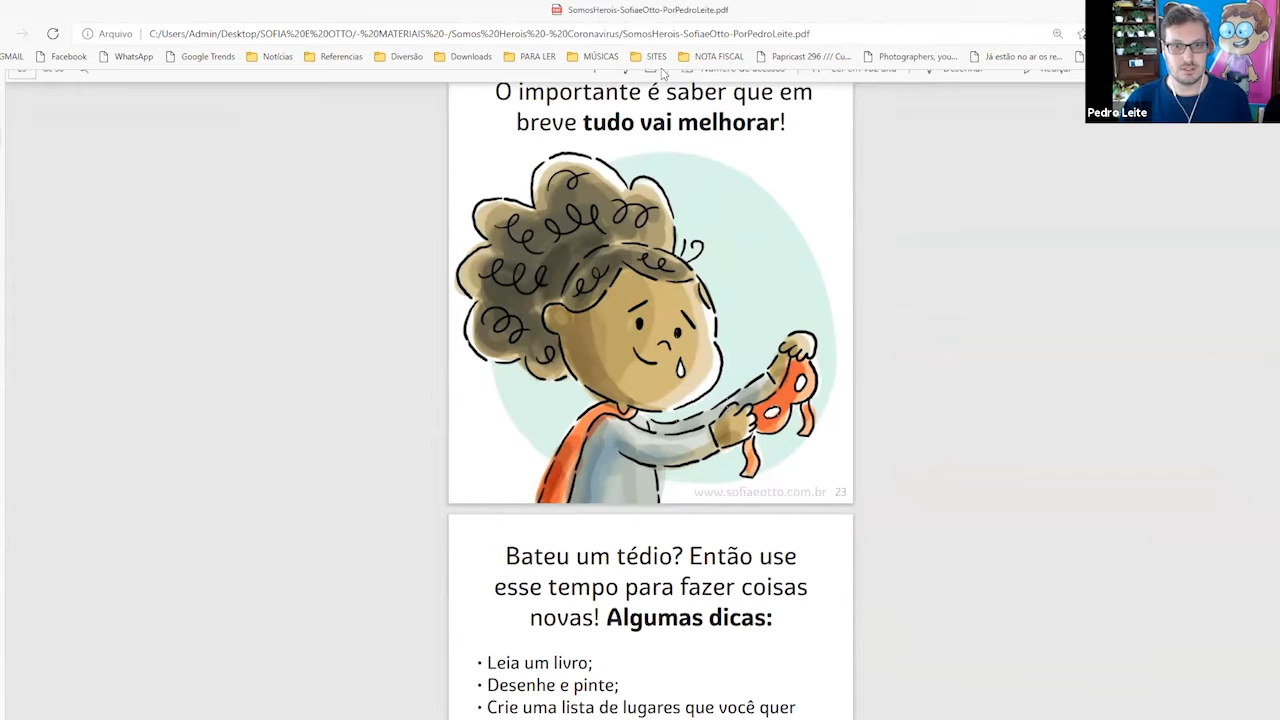 SomosHerois-SofiaeOtto-PorPedroLeite.pdf
Arquivo
C:/Users/Admin/Desktop/SOFIA%20E%20OTTO/
%20MATERI
/Somos%20Herois%20-%20Coronavirus/SomosHerois-SofiaeOtto-PorPedroLeite.pdf
GMAIL Facebook WhatsApp Google Trends Notícias Referencias Diversão Downloads PARA LER MÚSICAS SITES NOTA FISCAL Papricast 296 /// Cu... Photographers, you... Já estão no ar os re...
Pedro Leite
O importante é saber que em
breve tudo vai melhorar!
www.sofiaeotto.com.br 23
Bateu um tédio? Então use
esse tempo para fazer coisas
novas! Algumas dicas:
• Leia um livro;
• Desenhe e pinte;
• Crie uma lista de lugares que você quer